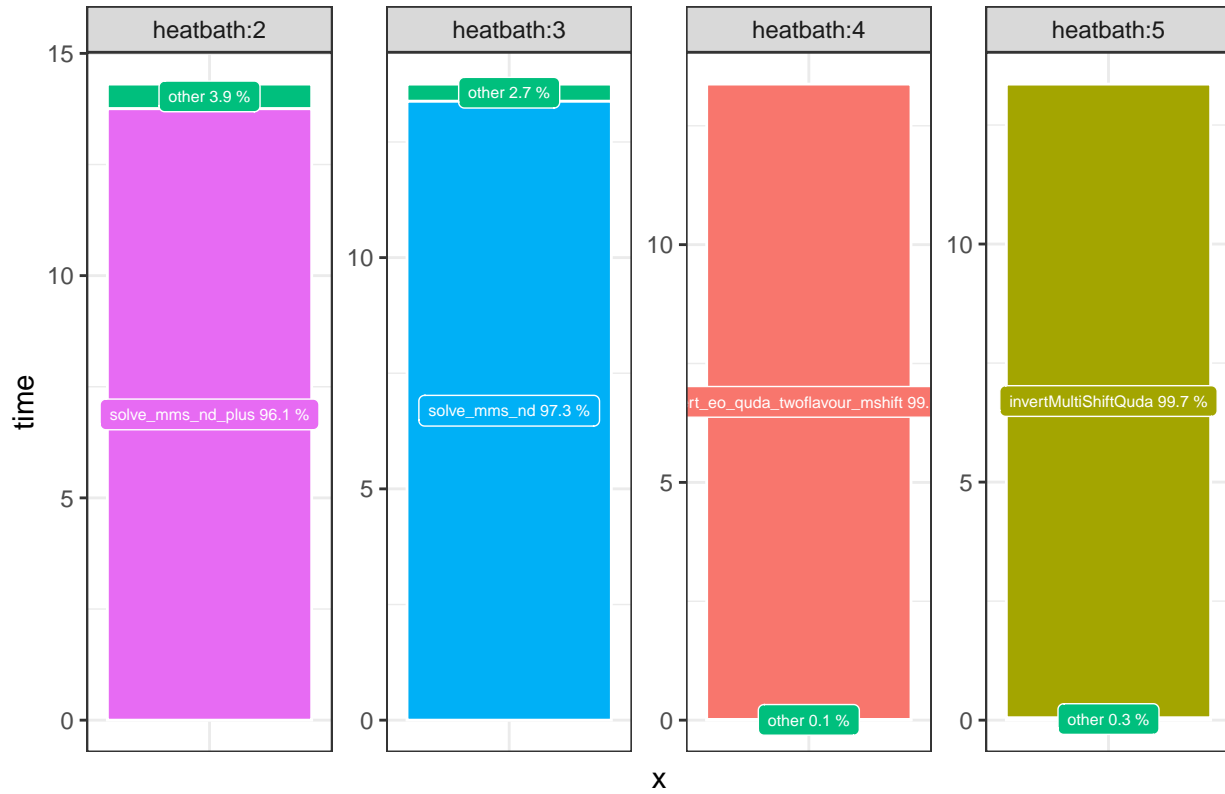 heatbath:2
heatbath:3
heatbath:4
heatbath:5
time
15
10
5
0
other 3.9 %
solve_mms_nd_plus 96.1 %
10
5
0
other 2.7 %
solve_mms_nd 97.3 %
10
5
0
rt_eo_quda_twoflavour_mshift 99.
other 0.1 %
10
5
0
invertMultiShiftQuda 99.7 %
other 0.3 %
x